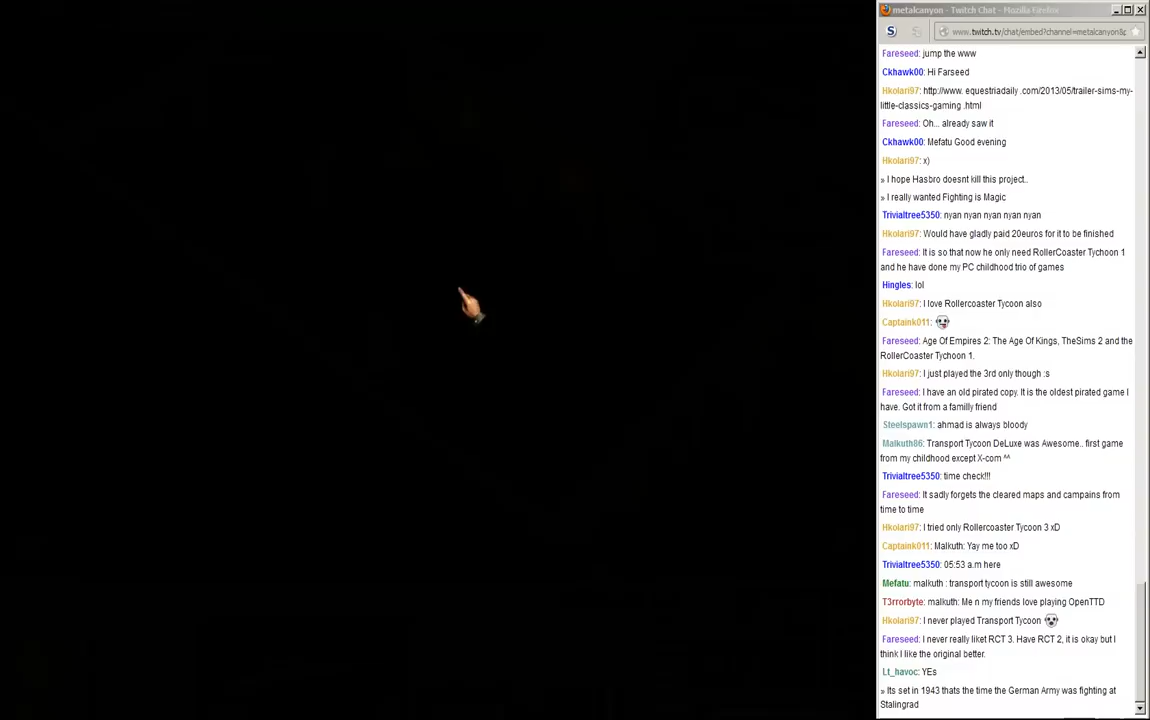 metalcanyon - Twitch Chat - Mozilla Firefox
www.twitch.tv/chat/embed?channel=metalcanyon&p
Fareseed: jump the www
Ckhawk00: Hi Farseed
Hkolari97: http://www. equestriadaily .com/2013/05/trailer-sims-my-
little-classics-gaming .html
Fareseed: Oh... already saw it
Ckhawk00: Mefatu Good evening
Hkolari97: x)
» I hope Hasbro doesnt kill this project..
» I really wanted Fighting is Magic
Trivialtree5350: nyan nyan nyan nyan nyan
Hkolari97: Would have gladly paid 20euros for it to be finished
Fareseed: It is so that now he only need RollerCoaster Tychoon 1
and he have done my PC childhood trio of games
Hingles: lol
Hkolari97: I love Rollercoaster Tycoon also
Captaink011:
Fareseed: Age Of Empires 2: The Age Of Kings, TheSims 2 and the
RollerCoaster Tychoon 1.
Hkolari97: I just played the 3rd only though :s
Fareseed: I have an old pirated copy. It is the oldest pirated game I
have. Got it from a familly friend
Steelspawn1: ahmad is always bloody
Malkuth86: Transport Tycoon DeLuxe was Awesome.. first game
from my childhood except X-com ^^
Trivialtree5350: time check!!!
Fareseed: It sadly forgets the cleared maps and campains from
time to time
Hkolari97: I tried only Rollercoaster Tycoon 3 xD
Captaink011: Malkuth: Yay me too xD
Trivialtree5350: 05:53 a.m here
Mefatu: malkuth : transport tycoon is still awesome
T3rrorbyte: malkuth: Me n my friends love playing OpenTTD
Hkolari97: I never played Transport Tycoon
Fareseed: I never really liket RCT 3. Have RCT 2, it is okay but I
think I like the original better.
Lt_havoc: YEs
» Its set in 1943 thats the time the German Army was fighting at
Stalingrad